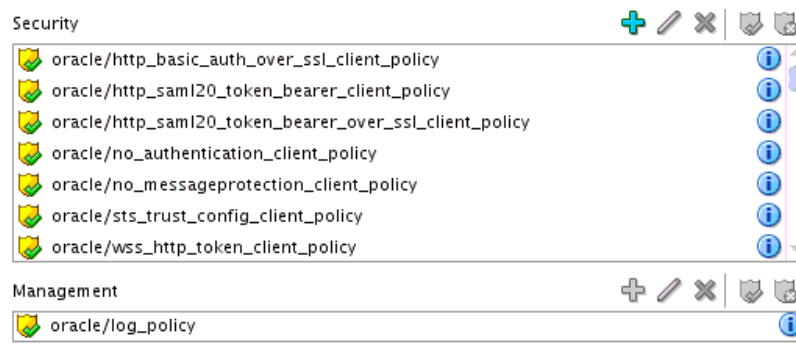 Security
oracle/http_basic_auth_over_ssl_client_policy
oracle/http_saml20_token_bearer_client_policy
oracle/http_saml20_token_bearer_over_ssl_client_policy
oracle/no_authentication_client_policy
oracle/no_messageprotection_client_policy
oracle/sts_trust_config_client_policy
oracle/wss_http_token_client_policy
Management
oracle/log_policy